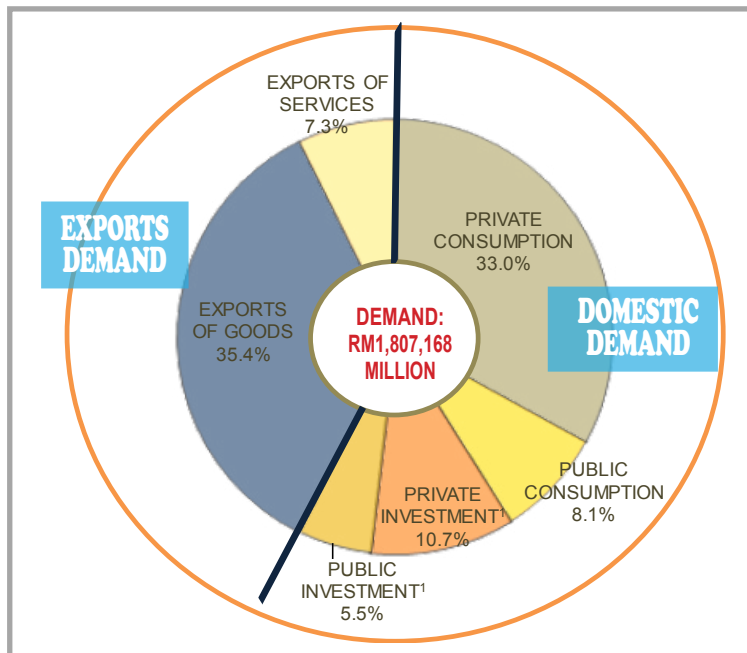 EXPORTS OF
SERVICES
7.3%
PRIVATE
CONSUMPTION
33.0%
EXPORTS
DEMAND
EXPORTS
OF GOODS
35.4%
DEMAND:
RM1,807,168
MILLION
DOMESTIC
DEMAND
PUBLIC
CONSUMPTION
8.1%
PRIVATE
INVESTMENT¹
10.7%
PUBLIC
INVESTMENT¹
5.5%